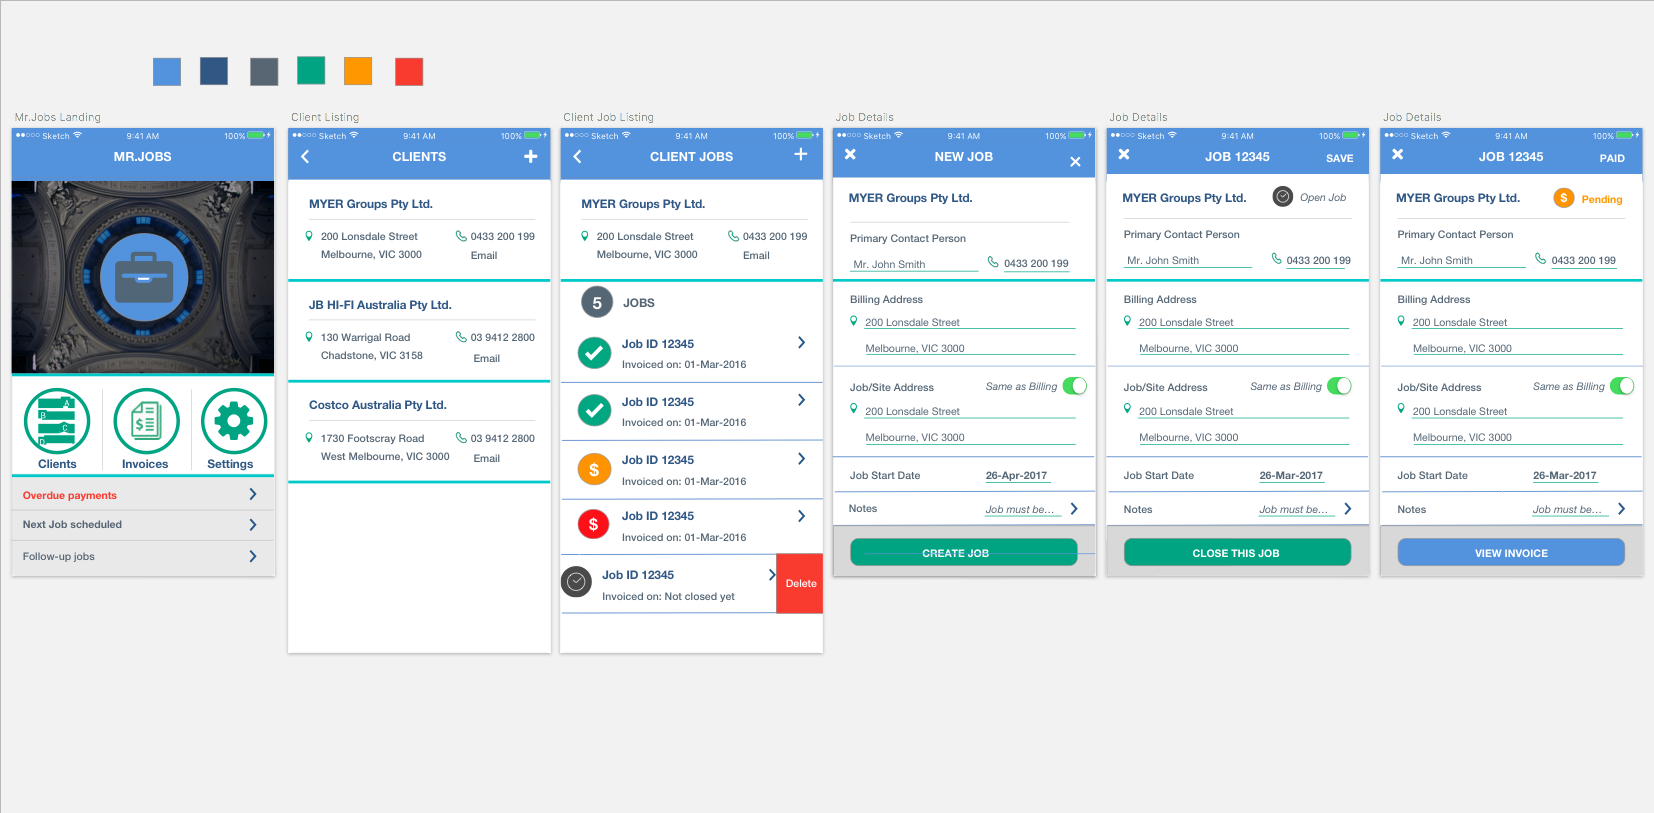 Mr.Jobs Landing
Sketch 9:41 AM 100%
MR.JOBS
A
B
C
D
$
Clients Invoices Settings
Overdue payments
Next Job scheduled
Follow-up jobs
Client Listing
Sketch 9:41 AM 100%
CLIENTS
MYER Groups Pty Ltd.
200 Lonsdale Street 0433 200 199
Melbourne, VIC 3000 Email
JB HI-FI Australia Pty Ltd.
130 Warrigal Road 03 9412 2800
Chadstone, VIC 3158 Email
Costco Australia Pty Ltd.
1730 Footscray Road 03 9412 2800
West Melbourne, VIC 3000 Email
Client Job Listing
Sketch 9:41 AM 100%
CLIENT JOBS
MYER Groups Pty Ltd.
200 Lonsdale Street 0433 200 199
Melbourne, VIC 3000 Email
5 JOBS
Job ID 12345
Invoiced on: 01-Mar-2016
Job ID 12345
Invoiced on: 01-Mar-2016
$ Job ID 12345
Invoiced on: 01-Mar-2016
$ Job ID 12345
Invoiced on: 01-Mar-2016
Job ID 12345
Invoiced on: Not closed yet
Delete
Job Details
Sketch 9:41 AM 100%
NEW JOB
MYER Groups Pty Ltd.
Primary Contact Person
Mr. John Smith 0433 200 199
Billing Address
200 Lonsdale Street
Melbourne, VIC 3000
Job/Site Address Same as Billing
200 Lonsdale Street
Melbourne, VIC 3000
Job Start Date 26-Apr-2017
Notes Job must be...
CREATE JOB
Job Details
Sketch 9:41 AM 100%
JOB 12345 SAVE
MYER Groups Pty Ltd. Open Job
Primary Contact Person
Mr. John Smith 0433 200 199
Billing Address
200 Lonsdale Street
Melbourne, VIC 3000
Job/Site Address Same as Billing
200 Lonsdale Street
Melbourne, VIC 3000
Job Start Date 26-Mar-2017
Notes Job must be...
CLOSE THIS JOB
Job Details
Sketch 9:41 AM 100%
JOB 12345 PAID
MYER Groups Pty Ltd. $ Pending
Primary Contact Person
Mr. John Smith 0433 200 199
Billing Address
200 Lonsdale Street
Melbourne, VIC 3000
Job/Site Address Same as Billing
200 Lonsdale Street
Melbourne, VIC 3000
Job Start Date 26-Mar-2017
Notes Job must be...
VIEW INVOICE